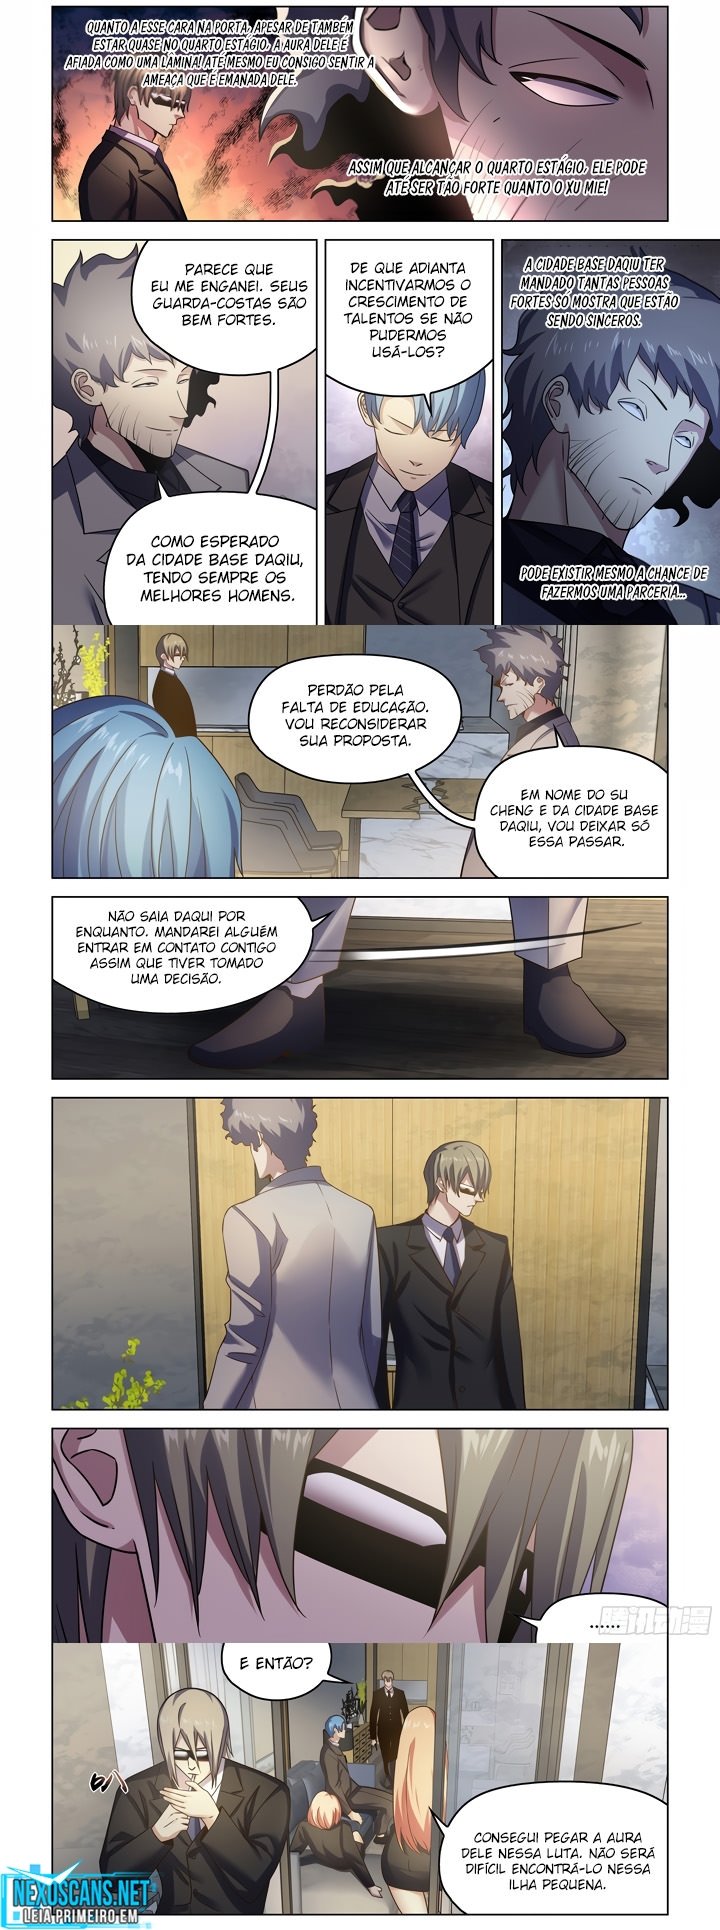 QUANTO A ESSE CARA NA PORTA, APESAR DE TAMBÉM
ESTAR QUASE NO QUARTO ESTÁGIO, A AURA DELE É
AFIADA COMO UMA LÂMINA! ATÉ MESMO EU CONSIGO SENTIR A
AMEAÇA QUE É EMANADA DELE.
ASSIM QUE ALCANÇAR O QUARTO ESTÁGIO, ELE PODE
ATÉ SER TÃO FORTE QUANTO O XU MIE!
PARECE QUE
EU ME ENGANEI. SEUS
GUARDA-COSTAS SÃO
BEM FORTES.
COMO ESPERADO
DA CIDADE BASE DAQIU,
TENDO SEMPRE OS
MELHORES HOMENS.
DE QUE ADIANTA
INCENTIVARMOS O
CRESCIMENTO DE
TALENTOS SE NÃO
PUDERMOS
USÁ-LOS?
A CIDADE BASE DAQIU TER
MANDADO TANTAS PESSOAS
FORTES SÓ MOSTRA QUE ESTÃO
SENDO SINCEROS.
PODE EXISTIR MESMO A CHANCE DE
FAZERMOS UMA PARCERIA...
PERDÃO PELA
FALTA DE EDUCAÇÃO.
VOU RECONSIDERAR
SUA PROPOSTA.
EM NOME DO SU
CHENG E DA CIDADE BASE
DAQIU, VOU DEIXAR SÓ
ESSA PASSAR.
NÃO SAIA DAQUI POR
ENQUANTO. MANDAREI ALGUÉM
ENTRAR EM CONTATO CONTIGO
ASSIM QUE TIVER TOMADO
UMA DECISÃO.
......
腾讯动漫
E ENTÃO?
CONSEGUI PEGAR A AURA
DELE NESSA LUTA. NÃO SERÁ
DIFÍCIL ENCONTRÁ-LO NESSA
ILHA PEQUENA.
NEXOSCANS.NET
LEIA PRIMEIRO EM